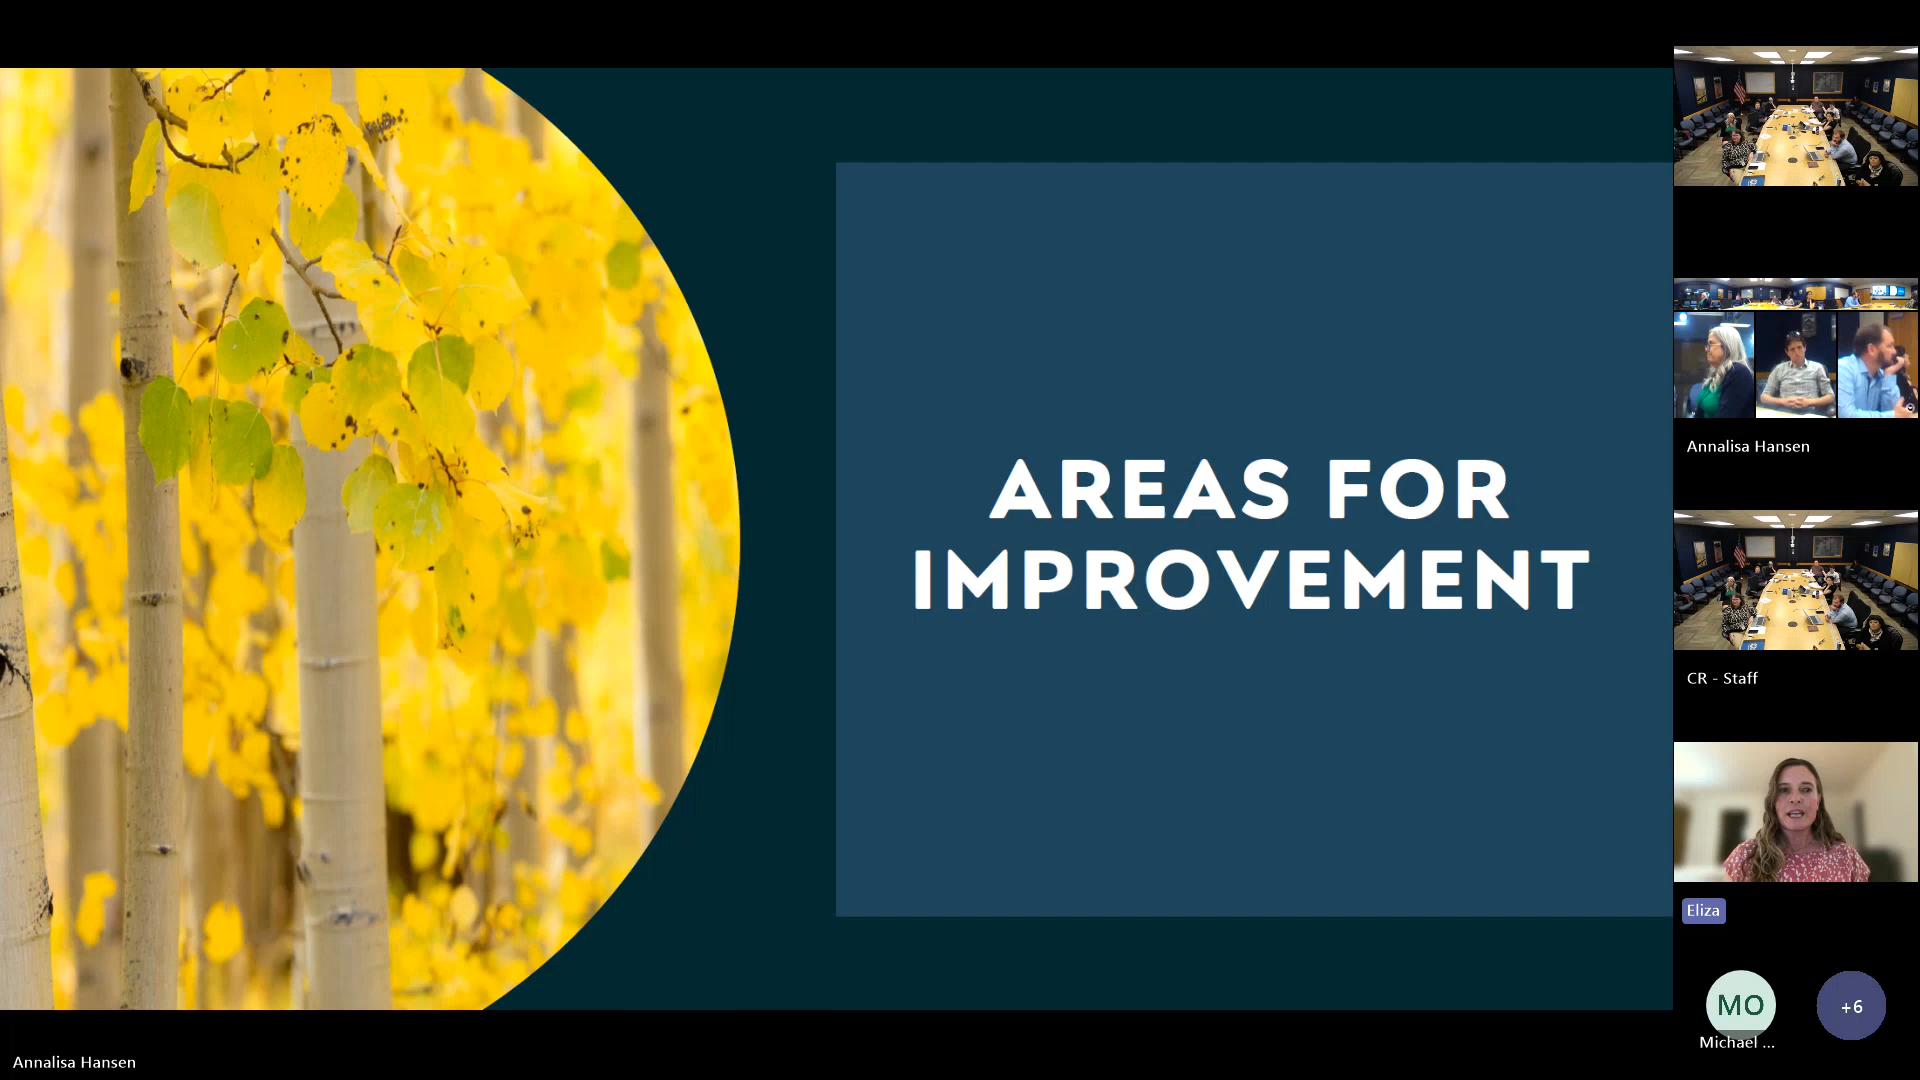 AREAS FOR
IMPROVEMENT
Annalisa Hansen
CR - Staff
Eliza
MO
Michael ...
+6
Annalisa Hansen